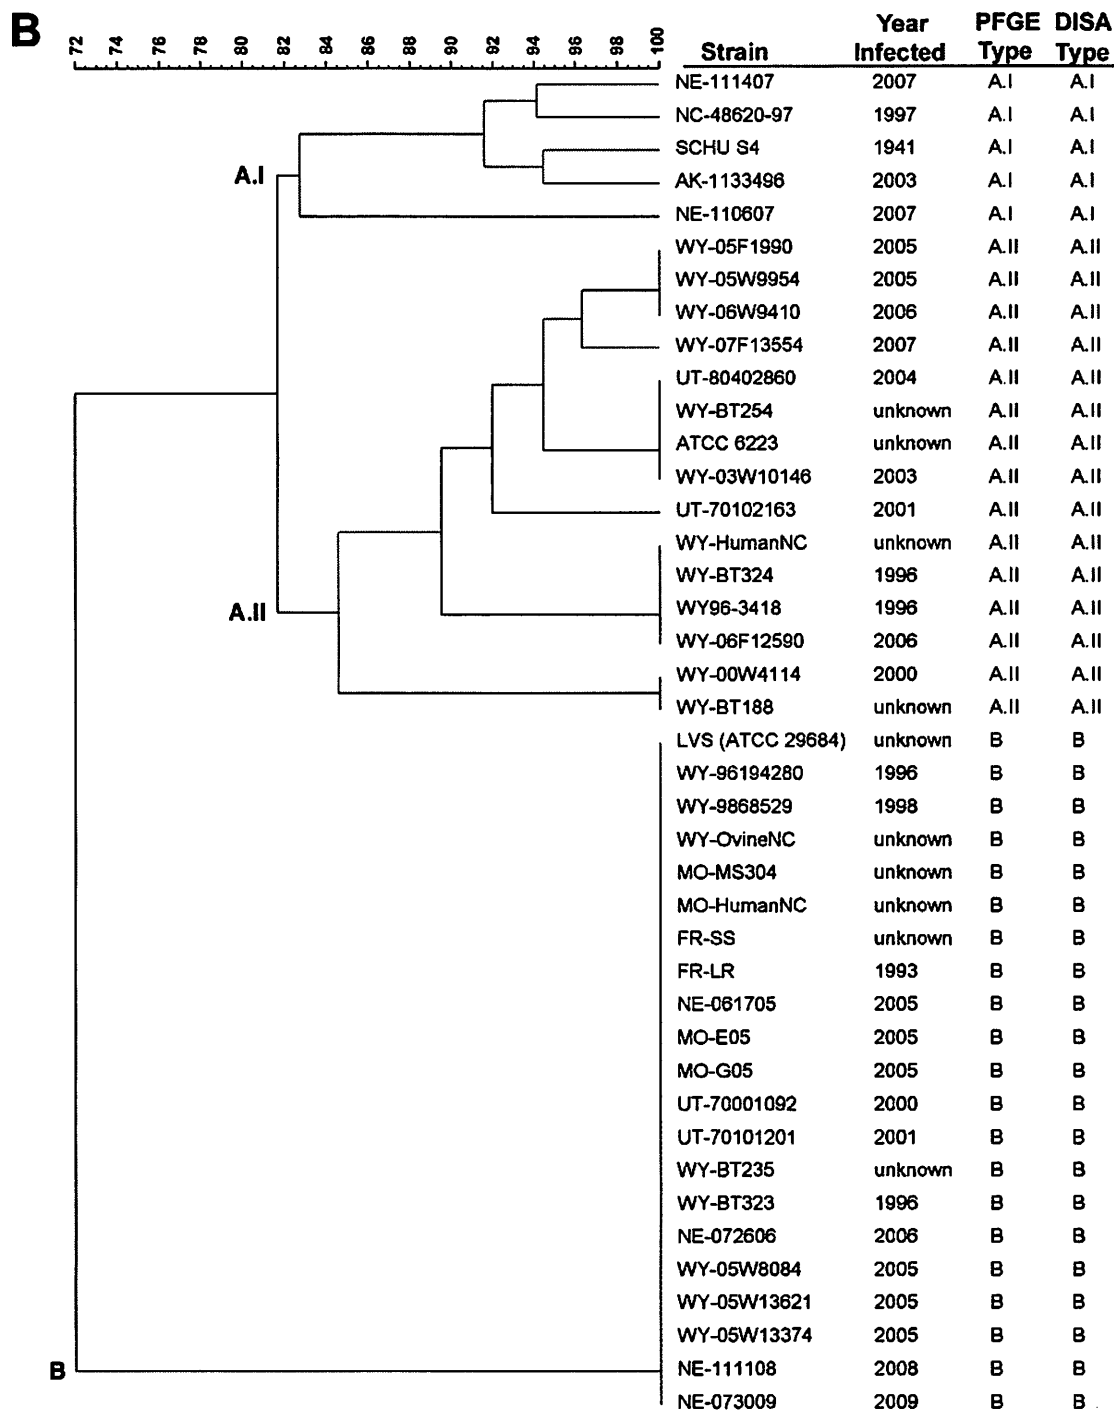 B
72 74 76 78 80 82 84 86 88 90 92 94 96 98 100
Year PFGE DISA
Strain Infected Type Type
NE-111407 2007 A.I A.I
NC-48620-97 1997 A.I A.I
SCHU S4 1941 A.I A.I
A.I
AK-1133496 2003 A.I A.I
NE-110607 2007 A.I A.I
WY-05F1990 2005 A.II A.II
WY-05W9954 2005 A.II A.II
WY-06W9410 2006 A.II A.II
WY-07F13554 2007 A.II A.II
UT-80402860 2004 A.II A.II
WY-BT254 unknown A.II A.II
ATCC 6223 unknown A.II A.II
WY-03W10146 2003 A.II A.II
UT-70102163 2001 A.II A.II
WY-HumanNC unknown A.II A.II
WY-BT324 1996 A.II A.II
WY96-3418 1996 A.II A.II
A.II
WY-06F12590 2006 A.II A.II
WY-00W4114 2000 A.II A.II
WY-BT188 unknown A.II A.II
LVS (ATCC 29684) unknown B B
WY-96194280 1996 B B
WY-9868529 1998 B B
WY-OvineNC unknown B B
MO-MS304 unknown B B
MO-HumanNC unknown B B
FR-SS unknown B B
FR-LR 1993 B B
NE-061705 2005 B B
MO-E05 2005 B B
MO-G05 2005 B B
UT-70001092 2000 B B
UT-70101201 2001 B B
WY-BT235 unknown B B
WY-BT323 1996 B B
NE-072606 2006 B B
WY-05W8084 2005 B B
WY-05W13621 2005 B B
WY-05W13374 2005 B B
B
NE-111108 2008 B B
NE-073009 2009 B B